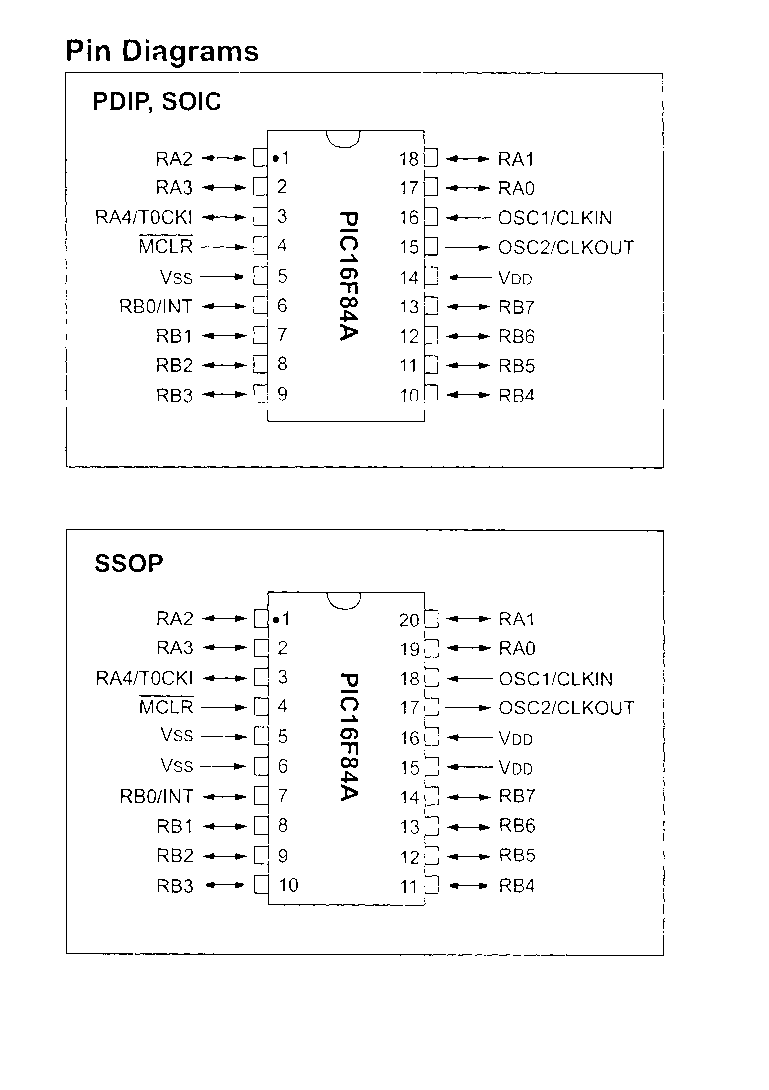 Pin Diagrams
PDIP, SOIC
RA2 •1 18 RA1
RA3 2 17 RA0
RA4/T0CKI 3 16 OSC1/CLKIN
MCLR 4 15 OSC2/CLKOUT
VSS 5 14 VDD
RB0/INT 6 13 RB7
RB1 7 12 RB6
RB2 8 11 RB5
RB3 9 10 RB4
PIC16F84A
SSOP
RA2 •1 20 RA1
RA3 2 19 RA0
RA4/T0CKI 3 18 OSC1/CLKIN
MCLR 4 17 OSC2/CLKOUT
VSS 5 16 VDD
VSS 6 15 VDD
RB0/INT 7 14 RB7
RB1 8 13 RB6
RB2 9 12 RB5
RB3 10 11 RB4
PIC16F84A